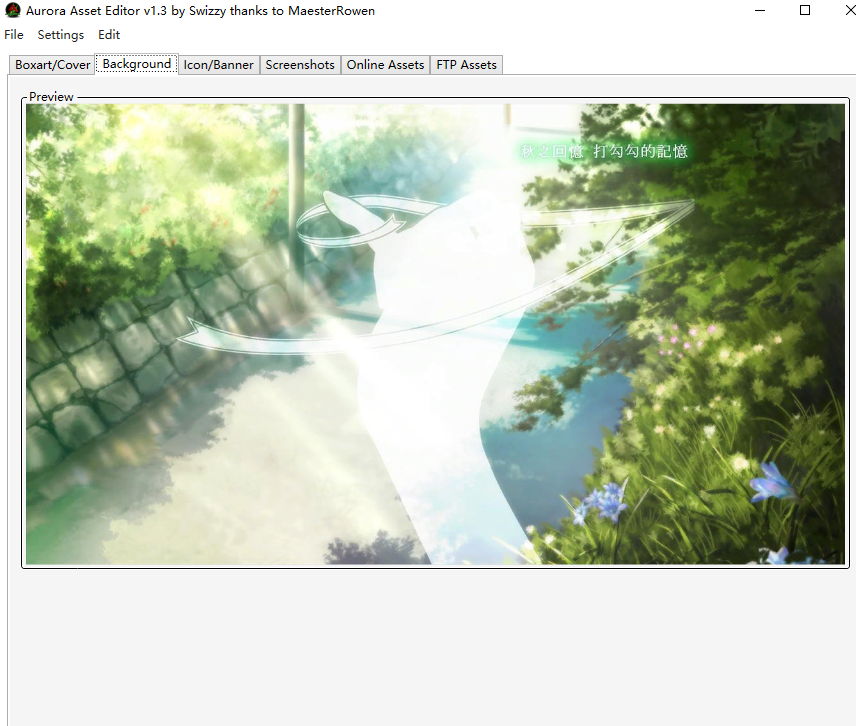 Aurora Asset Editor v1.3 by Swizzy thanks to MaesterRowen
File Settings Edit
Boxart/Cover Background Icon/Banner Screenshots Online Assets FTP Assets
Preview
秋之回憶 打勾勾的記憶